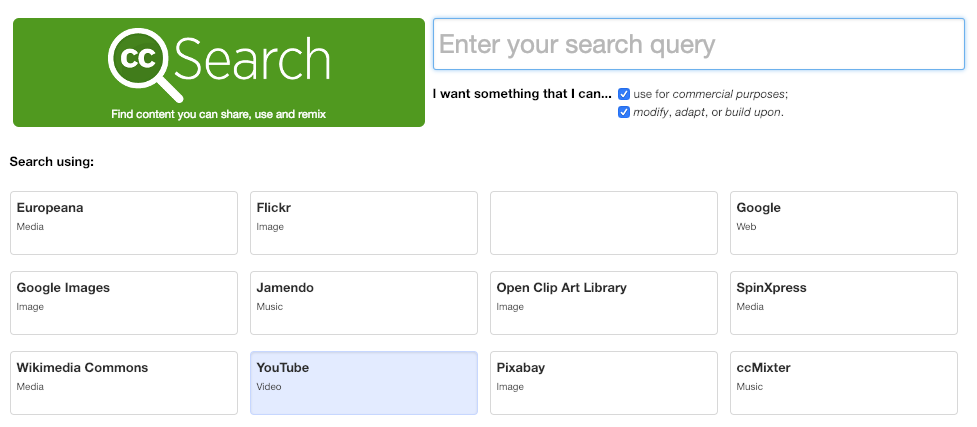 cc Search
Find content you can share, use and remix
Enter your search query
I want something that I can... use for commercial purposes;
modify, adapt, or build upon.
Search using:
Europeana
Media
Flickr
Image
Google
Web
Google Images
Image
Jamendo
Music
Open Clip Art Library
Image
SpinXpress
Media
Wikimedia Commons
Media
YouTube
Video
Pixabay
Image
ccMixter
Music